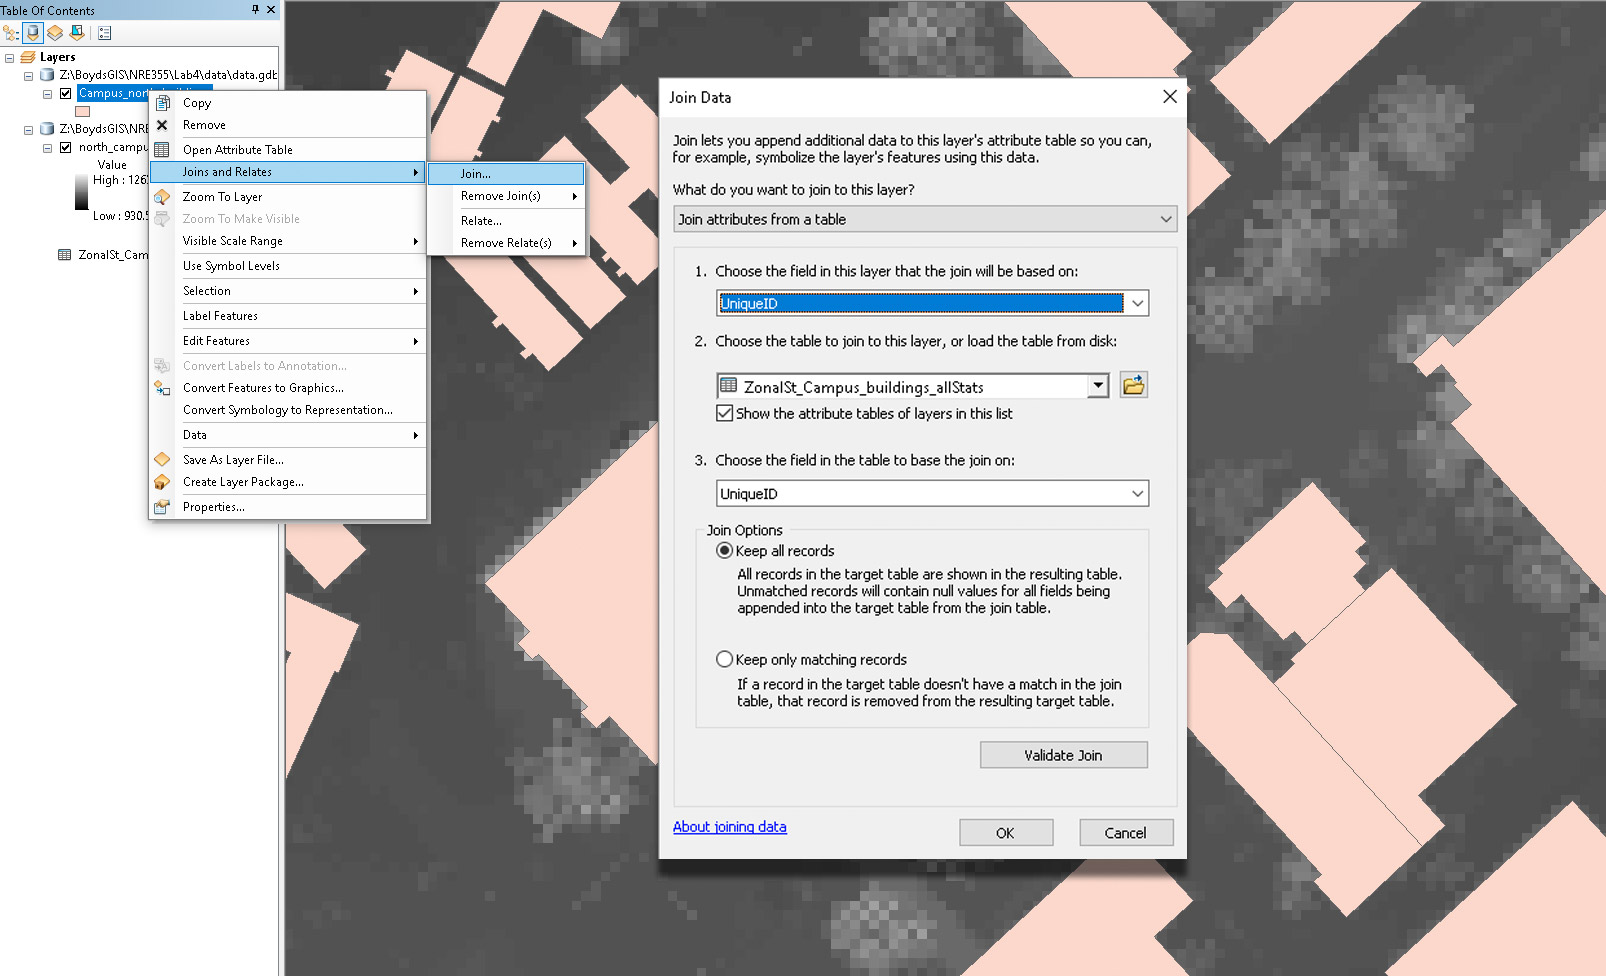 Table Of Contents
Layers
Z:\BoydsGIS\NRE355\Lab4\data\data.gdb
Z:\BoydsGIS\NRE
Value
High : 126
Low : 930.5
Copy
Remove
Open Attribute Table
Joins and Relates
Zoom To Layer
Zoom To Make Visible
Visible Scale Range
Use Symbol Levels
Selection
Label Features
Edit Features
Convert Labels to Annotation...
Convert Features to Graphics...
Convert Symbology to Representation...
Data
Save As Layer File...
Create Layer Package...
Properties...
Join...
Remove Join(s)
Relate...
Remove Relate(s)
Join Data
Join lets you append additional data to this layer's attribute table so you can,
for example, symbolize the layer's features using this data.
What do you want to join to this layer?
Join attributes from a table
1. Choose the field in this layer that the join will be based on:
UniqueID
2. Choose the table to join to this layer, or load the table from disk:
ZonalSt_Campus_buildings_allStats
Show the attribute tables of layers in this list
3. Choose the field in the table to base the join on:
UniqueID
Join Options
Keep all records
All records in the target table are shown in the resulting table.
Unmatched records will contain null values for all fields being
appended into the target table from the join table.
Keep only matching records
If a record in the target table doesn't have a match in the join
table, that record is removed from the resulting target table.
Validate Join
About joining data
OK
Cancel